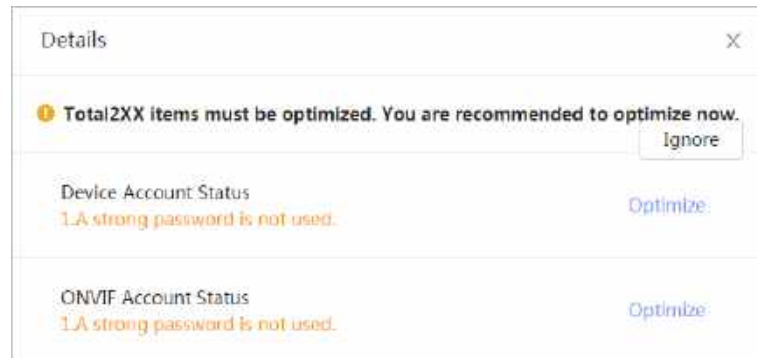 Details
Total2XX items must be optimized. You are recommended to optimize now.
Ignore
Device Account Status
1.A strong password is not used.
Optimize
ONVIF Account Status
1.A strong password is not used.
Optimize